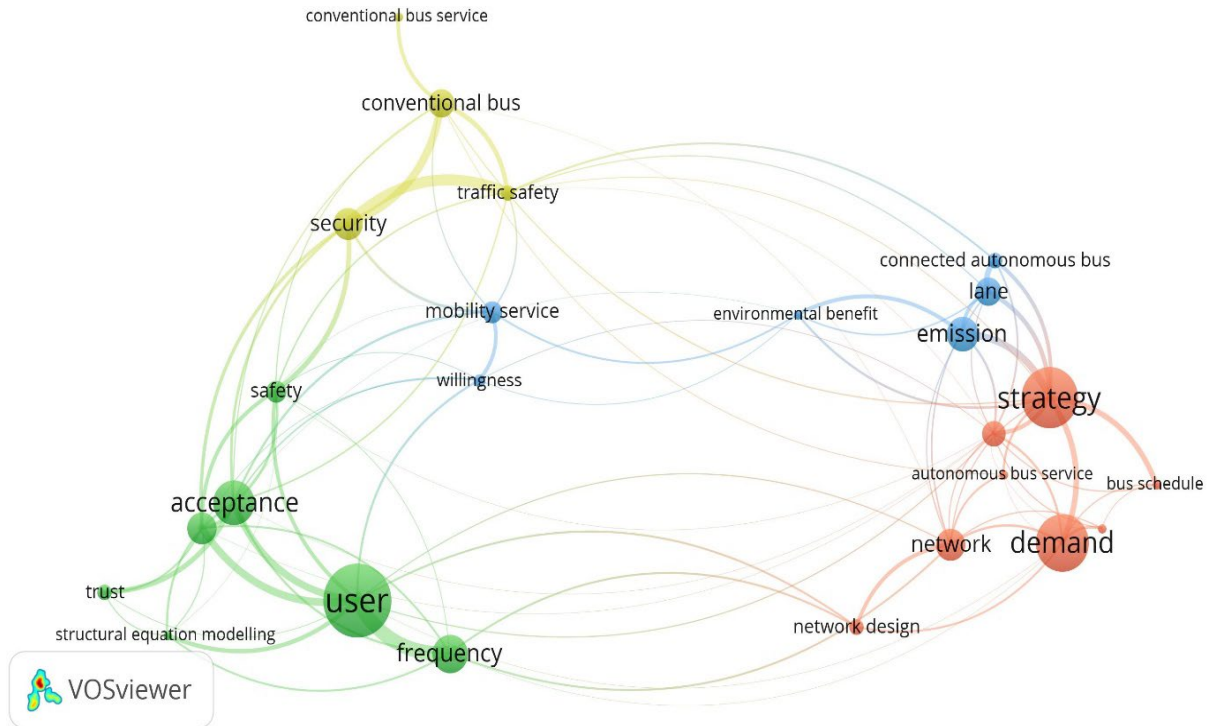 conventional bus service
conventional bus
traffic safety
security
connected autonomous bus
lane
mobility service
environmental benefit
emission
willingness
safety
strategy
autonomous bus service
bus schedule
acceptance
network
demand
trust
user
structural equation modelling
network design
frequency
VOSviewer